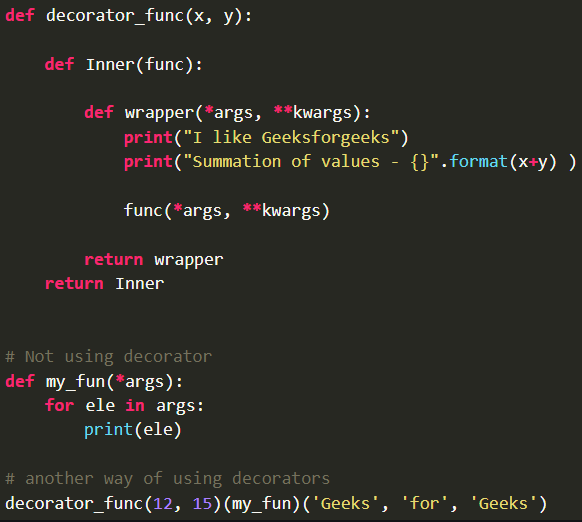 def decorator_func(x, y):
    def Inner(func):
        def wrapper(*args, **kwargs):
            print("I like Geeksforgeeks")
            print("Summation of values - {}".format(x+y) )
            func(*args, **kwargs)
        return wrapper
    return Inner
# Not using decorator
def my_fun(*args):
    for ele in args:
        print(ele)
# another way of using decorators
decorator_func(12, 15)(my_fun)('Geeks', 'for', 'Geeks')